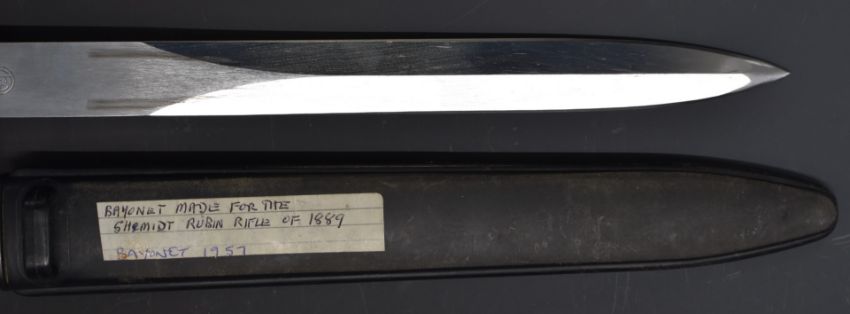 BAYONET MADE FOR THE
SHMIDT RUBIN RIFLE OF 1889
BAYONET 1957